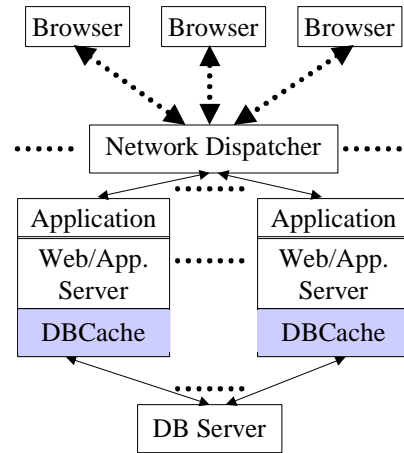 Browser Browser Browser
Network Dispatcher
Application Application
Web/App. Web/App.
Server Server
DBCache DBCache
DB Server